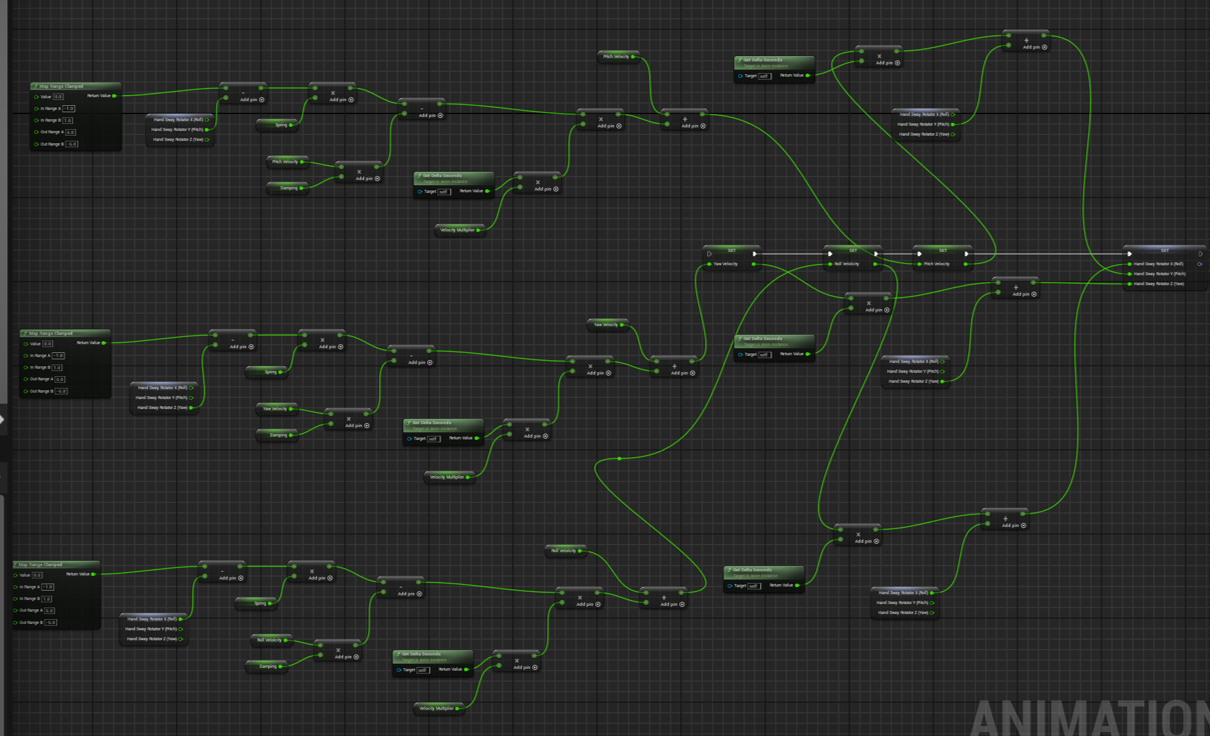 Map Range Clamped
Value 0.0
Return Value
In Range A -1.0
In Range B 1.0
Out Range A
Out Range B
-
Add pin
×
Add pin
Hand Sway Rotator X (Roll)
Hand Sway Rotator Y (Pitch)
Hand Sway Rotator Z (Yaw)
Spring
-
Add pin
Pitch Velocity
Damping
×
Add pin
Get Delta Seconds
Target self
Return Value
×
Add pin
Velocity Multiplier
Pitch Velocity
×
Add pin
+
Add pin
Get Delta Seconds
Target self
Return Value
×
Add pin
+
Add pin
Hand Sway Rotator X (Roll)
Hand Sway Rotator Y (Pitch)
Hand Sway Rotator Z (Yaw)
SET
Yaw Velocity
SET
Roll Velocity
SET
Pitch Velocity
SET
Hand Sway Rotator X (Roll)
Hand Sway Rotator Y (Pitch)
Hand Sway Rotator Z (Yaw)
Map Range Clamped
Value 0.0
Return Value
In Range A -1.0
In Range B 1.0
Out Range A
Out Range B
-
Add pin
×
Add pin
Spring
Hand Sway Rotator X (Roll)
Hand Sway Rotator Y (Pitch)
Hand Sway Rotator Z (Yaw)
-
Add pin
Yaw Velocity
Damping
×
Add pin
Get Delta Seconds
Target self
Return Value
×
Add pin
Velocity Multiplier
Yaw Velocity
×
Add pin
+
Add pin
Get Delta Seconds
Target self
Return Value
×
Add pin
+
Add pin
Hand Sway Rotator X (Roll)
Hand Sway Rotator Y (Pitch)
Hand Sway Rotator Z (Yaw)
Map Range Clamped
Value 0.0
Return Value
In Range A -1.0
In Range B 1.0
Out Range A
Out Range B
-
Add pin
×
Add pin
Spring
Hand Sway Rotator X (Roll)
Hand Sway Rotator Y (Pitch)
Hand Sway Rotator Z (Yaw)
-
Add pin
Roll Velocity
Damping
×
Add pin
Get Delta Seconds
Target self
Return Value
×
Add pin
Velocity Multiplier
Roll Velocity
×
Add pin
+
Add pin
Get Delta Seconds
Target self
Return Value
×
Add pin
+
Add pin
Hand Sway Rotator X (Roll)
Hand Sway Rotator Y (Pitch)
Hand Sway Rotator Z (Yaw)
ANIMATION